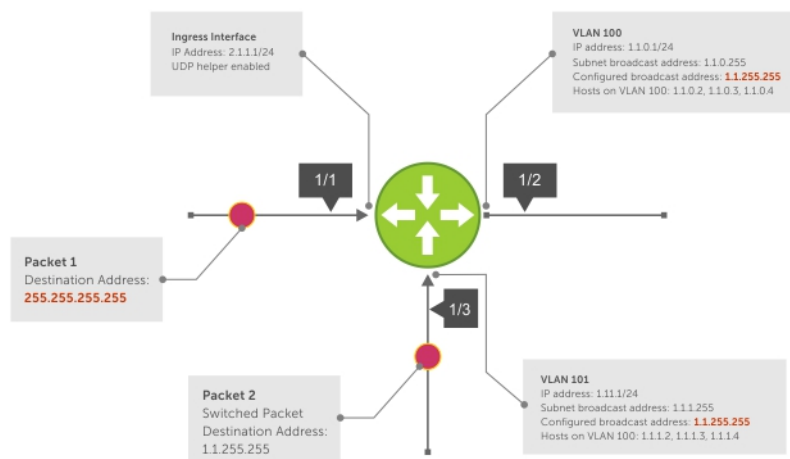 Ingress Interface
IP Address: 2.1.1.1/24
UDP helper enabled
VLAN 100
IP address: 1.1.0.1/24
Subnet broadcast address: 1.1.0.255
Configured broadcast address: 1.1.255.255
Hosts on VLAN 100: 1.1.0.2, 1.1.0.3, 1.1.0.4
1/1
1/2
Packet 1
Destination Address:
255.255.255.255
1/3
Packet 2
Switched Packet
Destination Address:
1.1.255.255
VLAN 101
IP address: 1.11.1/24
Subnet broadcast address: 1.1.1.255
Configured broadcast address: 1.1.255.255
Hosts on VLAN 100: 1.1.1.2, 1.1.1.3, 1.1.1.4